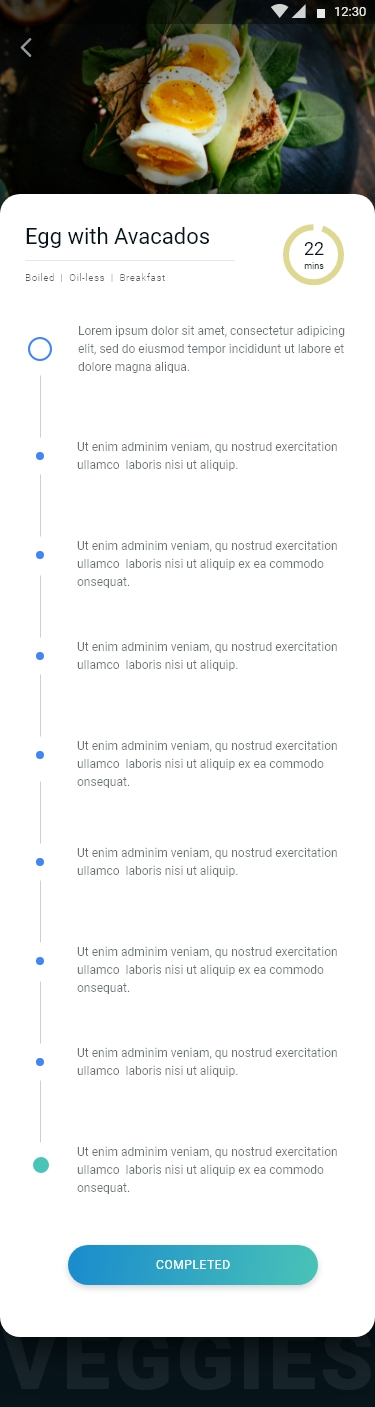 12:30
Egg with Avacados
Boiled | Oil-less | Breakfast
22
mins
Lorem ipsum dolor sit amet, consectetur adipicing
elit, sed do eiusmod tempor incididunt ut labore et
dolore magna aliqua.
Ut enim adminim veniam, qu nostrud exercitation
ullamco  laboris nisi ut aliquip.
Ut enim adminim veniam, qu nostrud exercitation
ullamco  laboris nisi ut aliquip ex ea commodo
onsequat.
Ut enim adminim veniam, qu nostrud exercitation
ullamco  laboris nisi ut aliquip.
Ut enim adminim veniam, qu nostrud exercitation
ullamco  laboris nisi ut aliquip ex ea commodo
onsequat.
Ut enim adminim veniam, qu nostrud exercitation
ullamco  laboris nisi ut aliquip.
Ut enim adminim veniam, qu nostrud exercitation
ullamco  laboris nisi ut aliquip ex ea commodo
onsequat.
Ut enim adminim veniam, qu nostrud exercitation
ullamco  laboris nisi ut aliquip.
Ut enim adminim veniam, qu nostrud exercitation
ullamco  laboris nisi ut aliquip ex ea commodo
onsequat.
COMPLETED
VEGGIES